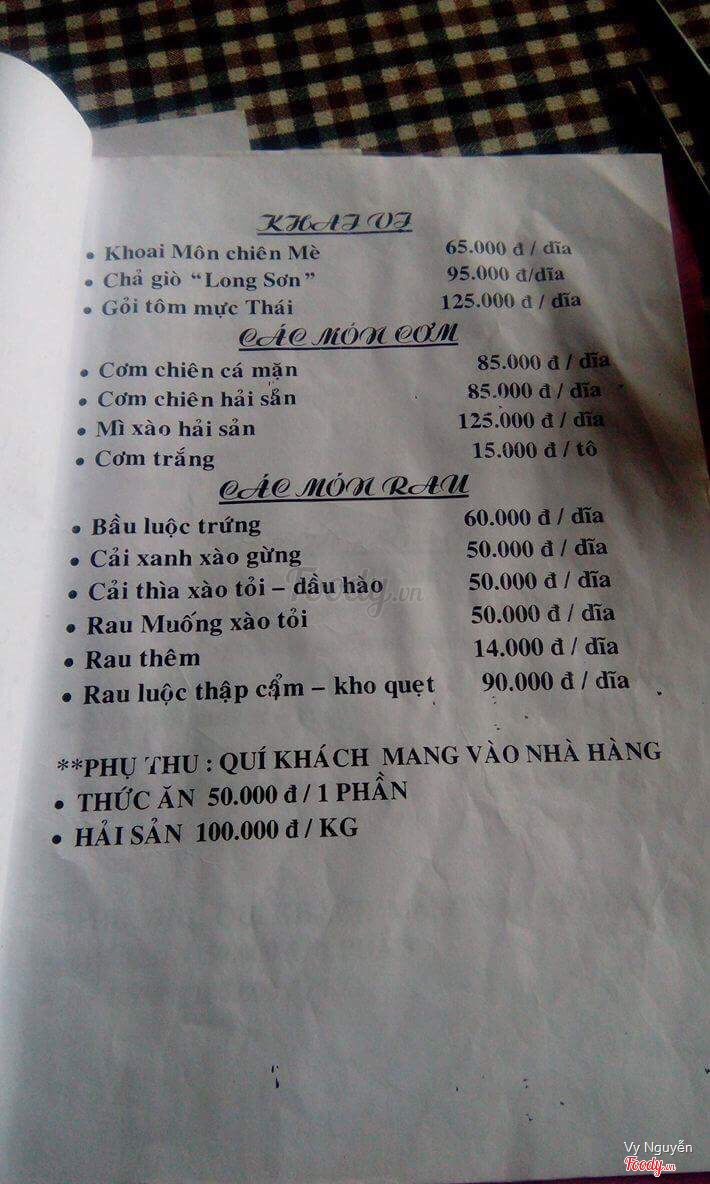 KHAI VỊ
• Khoai Môn chiên Mè 65.000 đ / dĩa
• Chả giò “Long Sơn” 95.000 đ/dĩa
• Gỏi tôm mực Thái 125.000 đ / dĩa
CÁC MÓN CƠM
• Cơm chiên cá mặn 85.000 đ / dĩa
• Cơm chiên hải sản 85.000 đ / dĩa
• Mì xào hải sản 125.000 đ / dĩa
• Cơm trắng 15.000 đ / tô
CÁC MÓN RAU
• Bầu luộc trứng 60.000 đ / dĩa
• Cải xanh xào gừng 50.000 đ / dĩa
• Cải thìa xào tỏi – dầu hào 50.000 đ / dĩa
• Rau Muống xào tỏi 50.000 đ / dĩa
• Rau thêm 14.000 đ / dĩa
• Rau luộc thập cẩm – kho quẹt 90.000 đ / dĩa
**PHỤ THU : QUÍ KHÁCH MANG VÀO NHÀ HÀNG
• THỨC ĂN 50.000 đ / 1 PHẦN
• HẢI SẢN 100.000 đ / KG
Foody.vn
Vy Nguyễn
Foody.vn